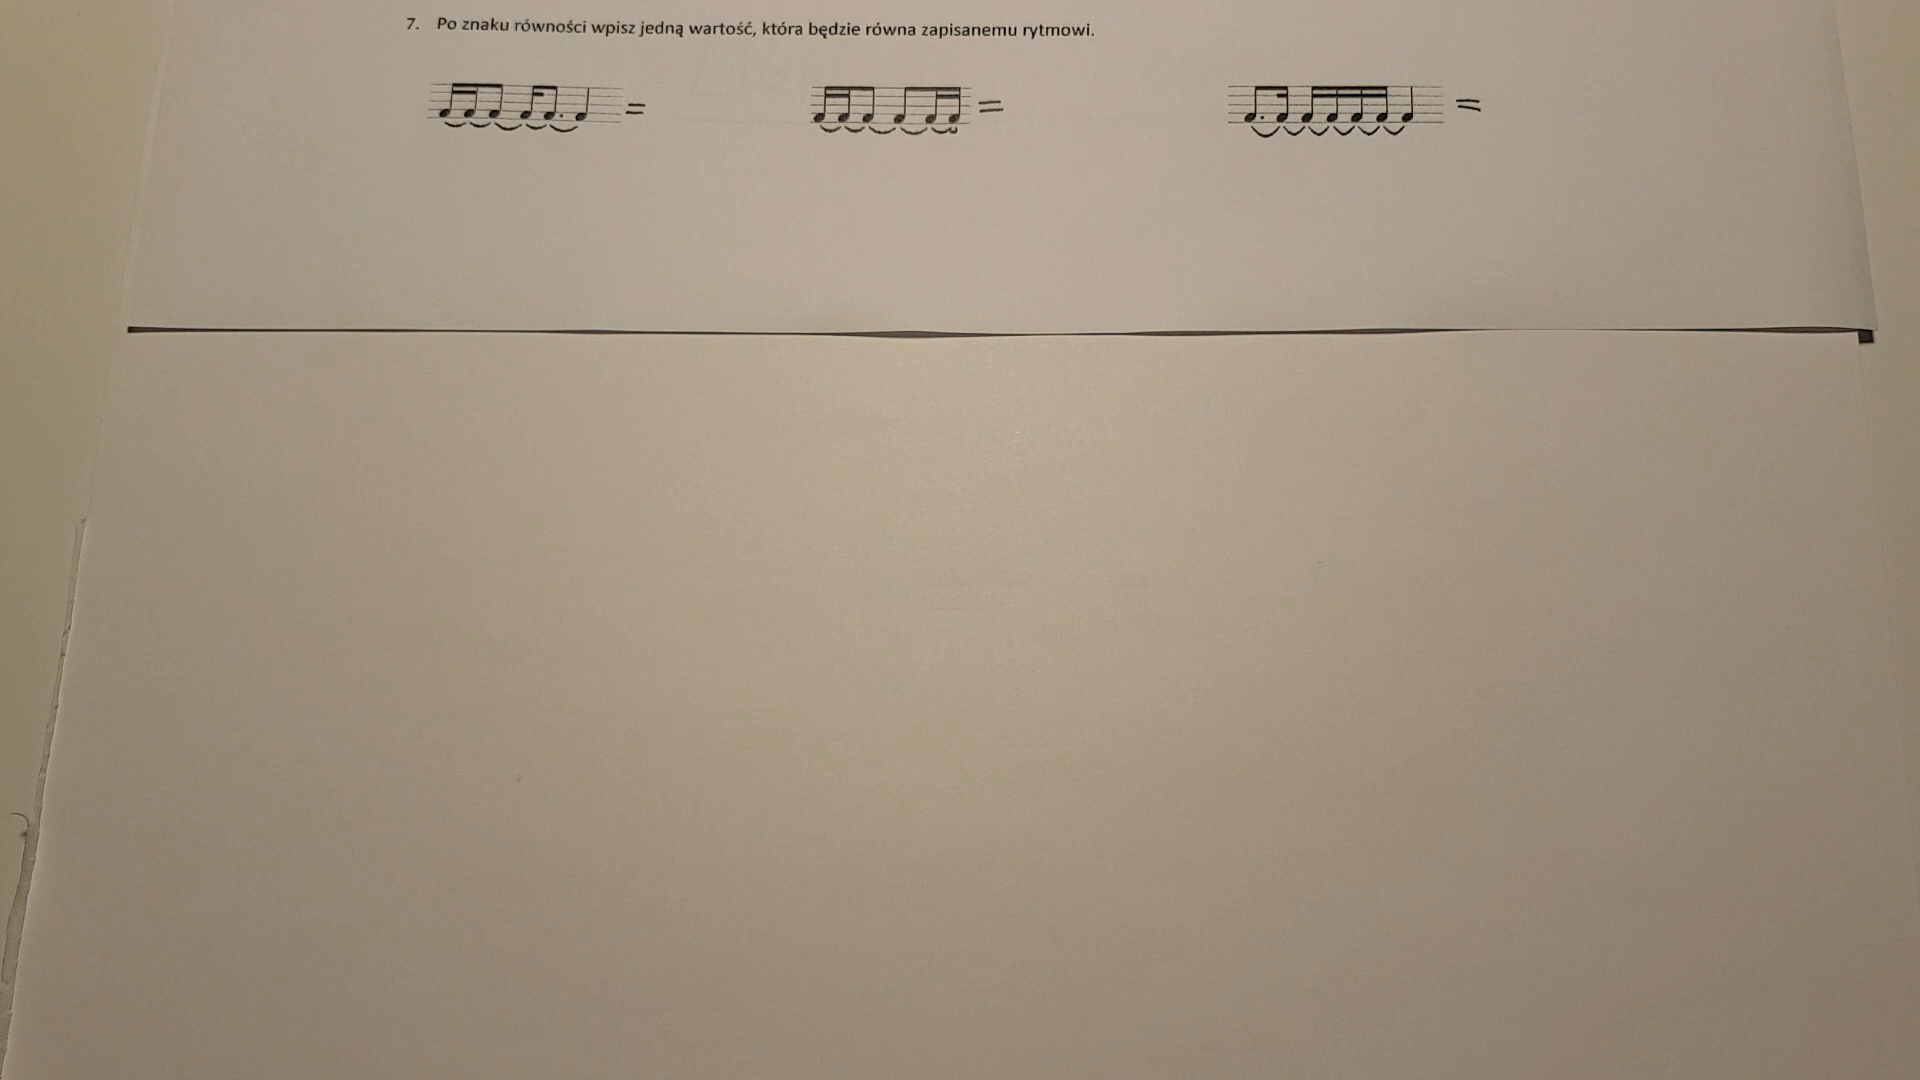 7. Po znaku równości wpisz jedną wartość, która będzie równa zapisanemu rytmowi.
= = =